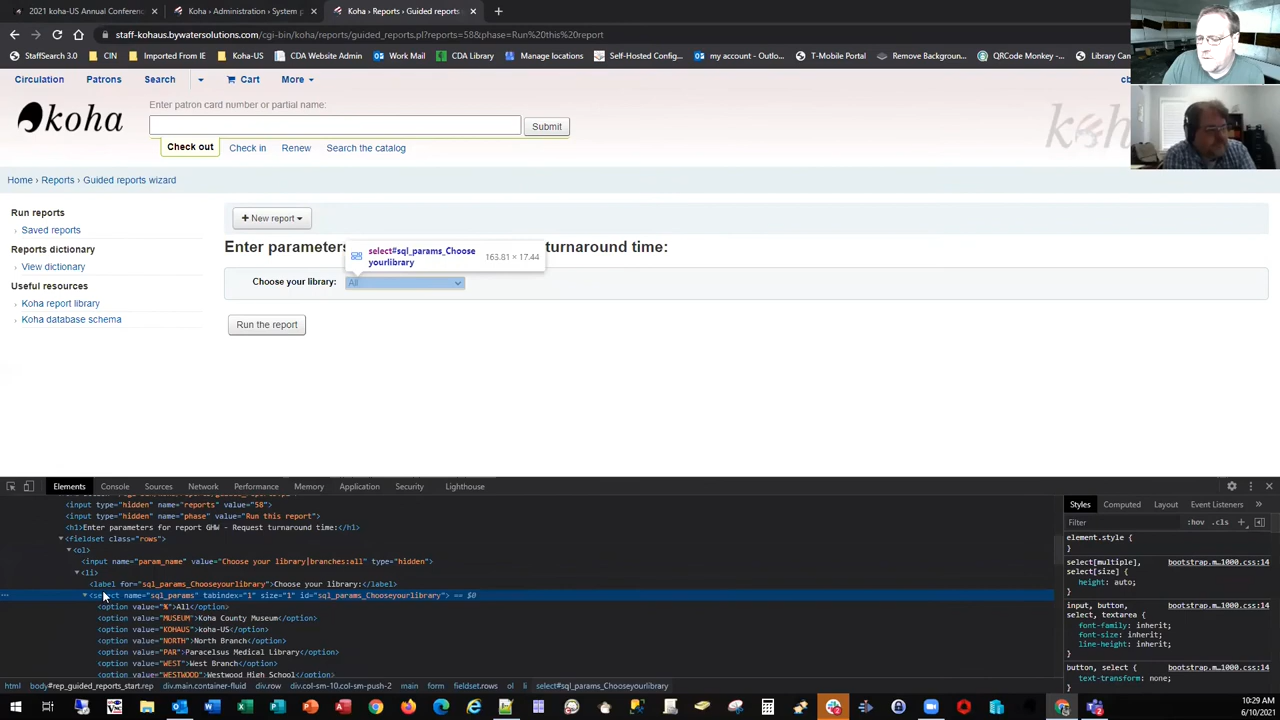 2021 koha-US Annual Conference
Koha › Administration › System p
Koha › Reports › Guided reports
staff-kohaus.bywatersolutions.com/cgi-bin/koha/reports/guided_reports.pl?reports=58&phase=Run%20this%20report
StaffSearch 3.0
CIN
Imported From IE
Koha-US
CDA Website Admin
Work Mail
CDA Library
Manage locations
Self-Hosted Config...
my account - Outlo...
T-Mobile Portal
Remove Background...
QRCode Monkey -...
Library Can
Circulation
Patrons
Search
Cart
More
Enter patron card number or partial name:
koha
Submit
Check out
Check in
Renew
Search the catalog
Home › Reports › Guided reports wizard
Run reports
Saved reports
Reports dictionary
View dictionary
Useful resources
Koha report library
Koha database schema
+ New report
Enter parameters
turnaround time:
select#sql_params_Choose
yourlibrary
163.81 × 17.44
Choose your library:
All
Run the report
Elements
Console
Sources
Network
Performance
Memory
Application
Security
Lighthouse
<input type="hidden" name="reports" value="58">
<input type="hidden" name="phase" value="Run this report">
<h1>Enter parameters for report GHW - Request turnaround time:</h1>
<fieldset class="rows">
<ol>
<input name="param_name" value="Choose your library|branches:all" type="hidden">
<li>
<label for="sql_params_Chooseyourlibrary">Choose your library:</label>
<select name="sql_params" tabindex="1" size="1" id="sql_params_Chooseyourlibrary"> == $0
<option value="%">All</option>
<option value="MUSEUM">Koha County Museum</option>
<option value="KOHAUS">koha-US</option>
<option value="NORTH">North Branch</option>
<option value="PAR">Paracelsus Medical Library</option>
<option value="WEST">West Branch</option>
<option value="WESTWOOD">Westwood High School</option>
html body#rep_guided_reports_start.rep div.main.container-fluid div.row div.col-sm-10.col-sm-push-2 main form fieldset.rows ol li select#sql_params_Chooseyourlibrary
Styles
Computed
Layout
Event Listeners
Filter
:hov .cls
element.style {
}
select[multiple],
select[size] {
height: auto;
}
bootstrap.m…1000.css:14
input, button,
select, textarea {
font-family: inherit;
font-size: inherit;
line-height: inherit;
}
bootstrap.m…1000.css:14
button, select {
text-transform: none;
bootstrap.m…1000.css:14
10:29 AM
6/10/2021